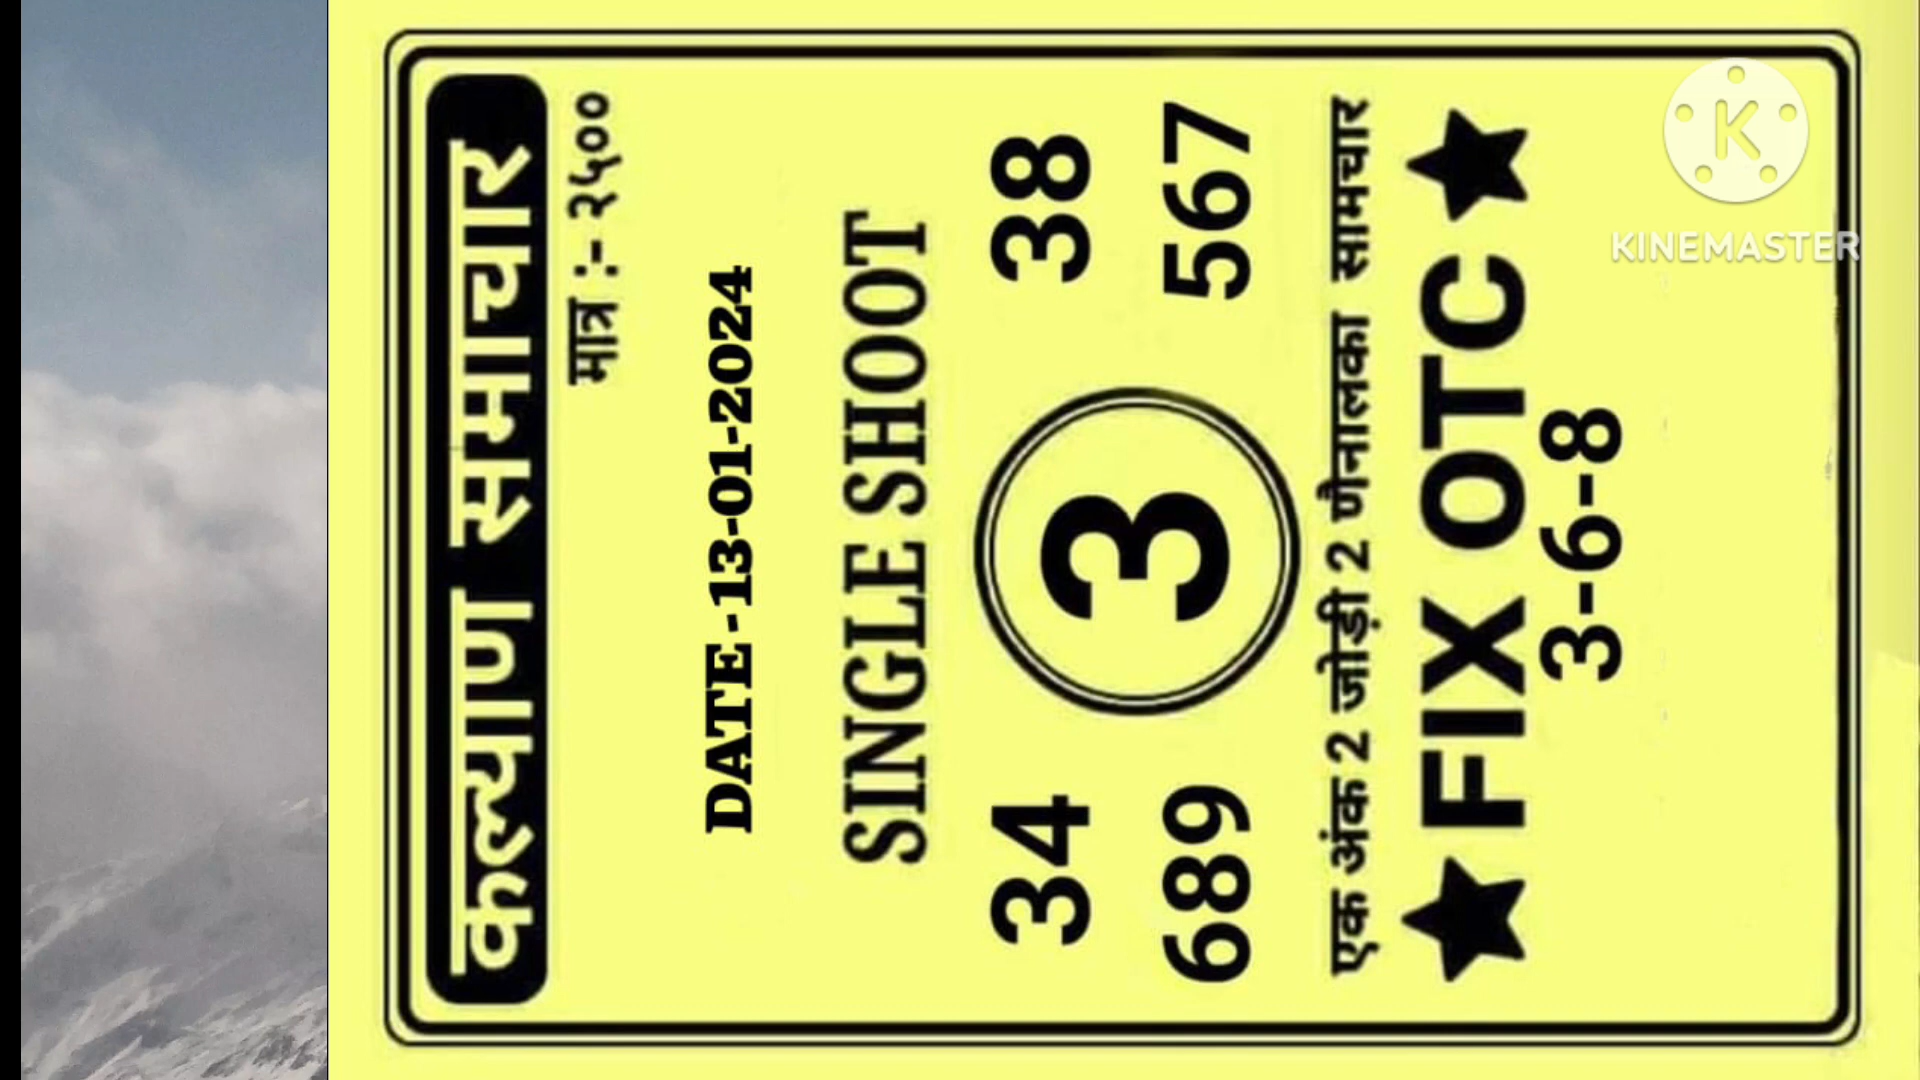 कल्याण समाचार
मात्र :- २५००
DATE - 13-01-2024
SINGLE SHOOT
34 3 38
689 567
एक अंक 2 जोड़ी 2 पैनालका सामचार
FIX OTC
3-6-8
KINEMASTER